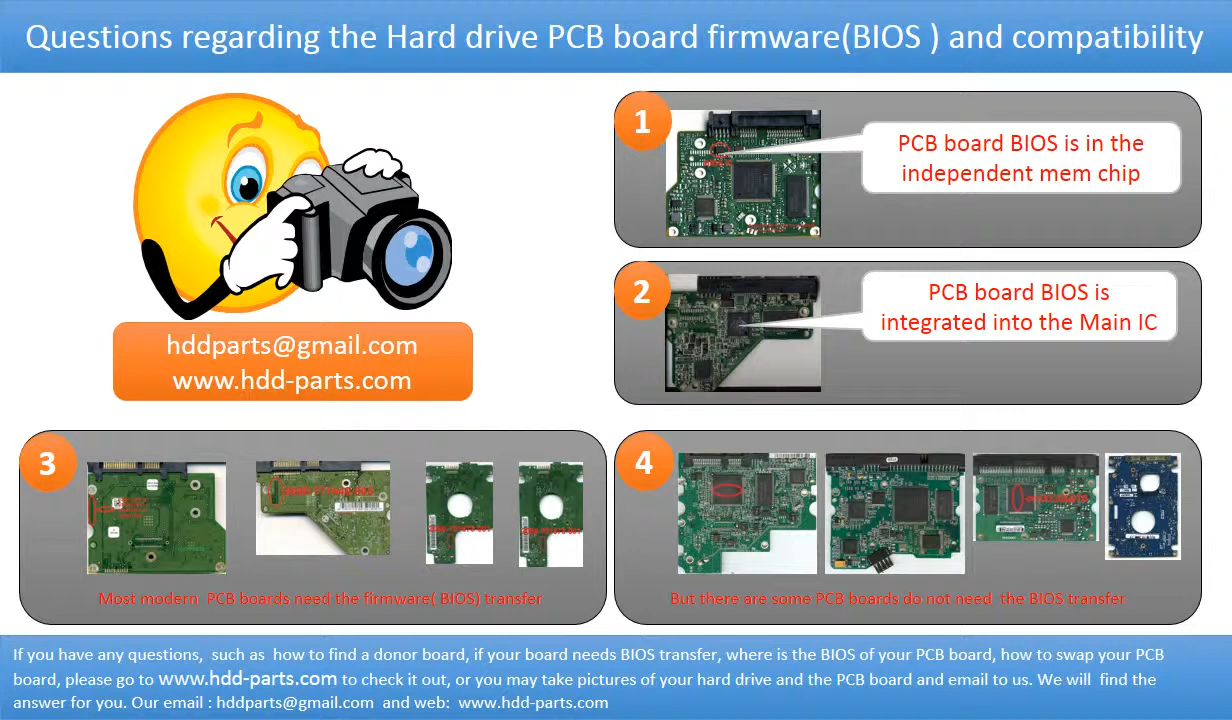 Questions regarding the Hard drive PCB board firmware(BIOS ) and compatibility
hddparts@gmail.com
www.hdd-parts.com
1
PCB board BIOS is in the
independent mem chip
2
PCB board BIOS is
integrated into the Main IC
3
Most modern PCB boards need the firmware( BIOS) transfer
4
But there are some PCB boards do not need the BIOS transfer
If you have any questions, such as how to find a donor board, if your board needs BIOS transfer, where is the BIOS of your PCB board, how to swap your PCB
board, please go to www.hdd-parts.com to check it out, or you may take pictures of your hard drive and the PCB board and email to us. We will find the
answer for you. Our email : hddparts@gmail.com and web: www.hdd-parts.com